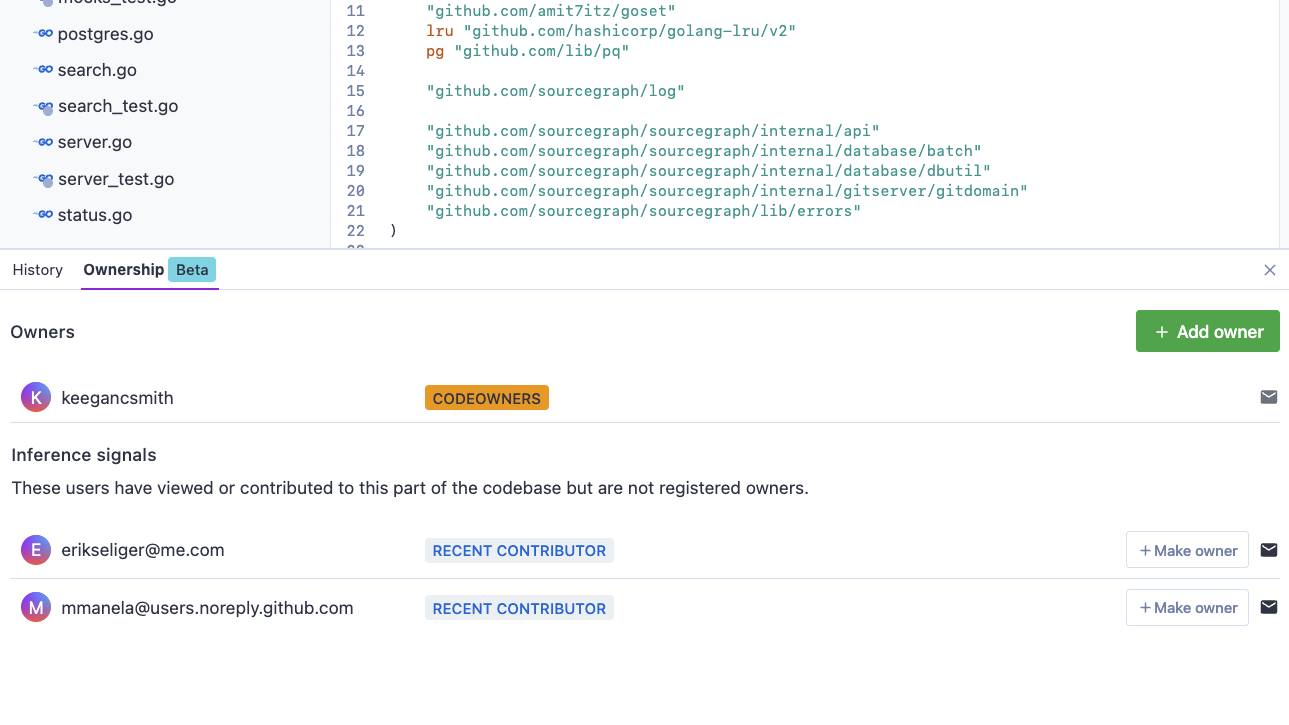 mocks_test.go
postgres.go
search.go
search_test.go
server.go
server_test.go
status.go
11 "github.com/amit7itz/goset"
12 lru "github.com/hashicorp/golang-lru/v2"
13 pg "github.com/lib/pq"
14
15 "github.com/sourcegraph/log"
16
17 "github.com/sourcegraph/sourcegraph/internal/api"
18 "github.com/sourcegraph/sourcegraph/internal/database/batch"
19 "github.com/sourcegraph/sourcegraph/internal/database/dbutil"
20 "github.com/sourcegraph/sourcegraph/internal/gitserver/gitdomain"
21 "github.com/sourcegraph/sourcegraph/lib/errors"
22 )
History Ownership Beta
Owners
+ Add owner
K keegancsmith CODEOWNERS
Inference signals
These users have viewed or contributed to this part of the codebase but are not registered owners.
E erikseliger@me.com RECENT CONTRIBUTOR + Make owner
M mmanela@users.noreply.github.com RECENT CONTRIBUTOR + Make owner